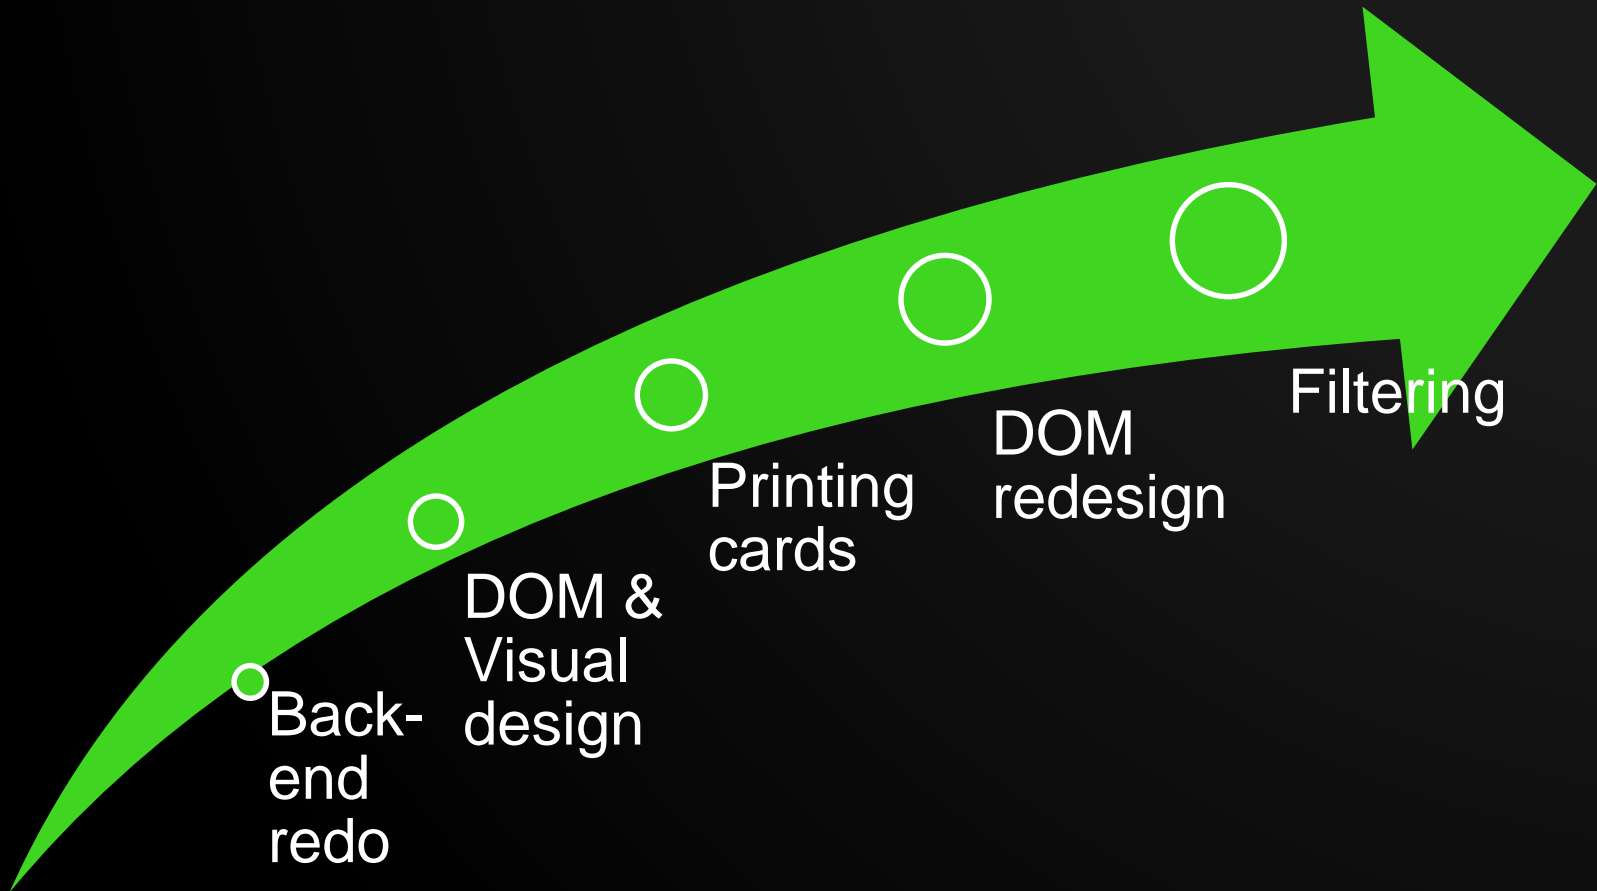 Back-
end
redo
DOM &
Visual
design
Printing
cards
DOM
redesign
Filtering